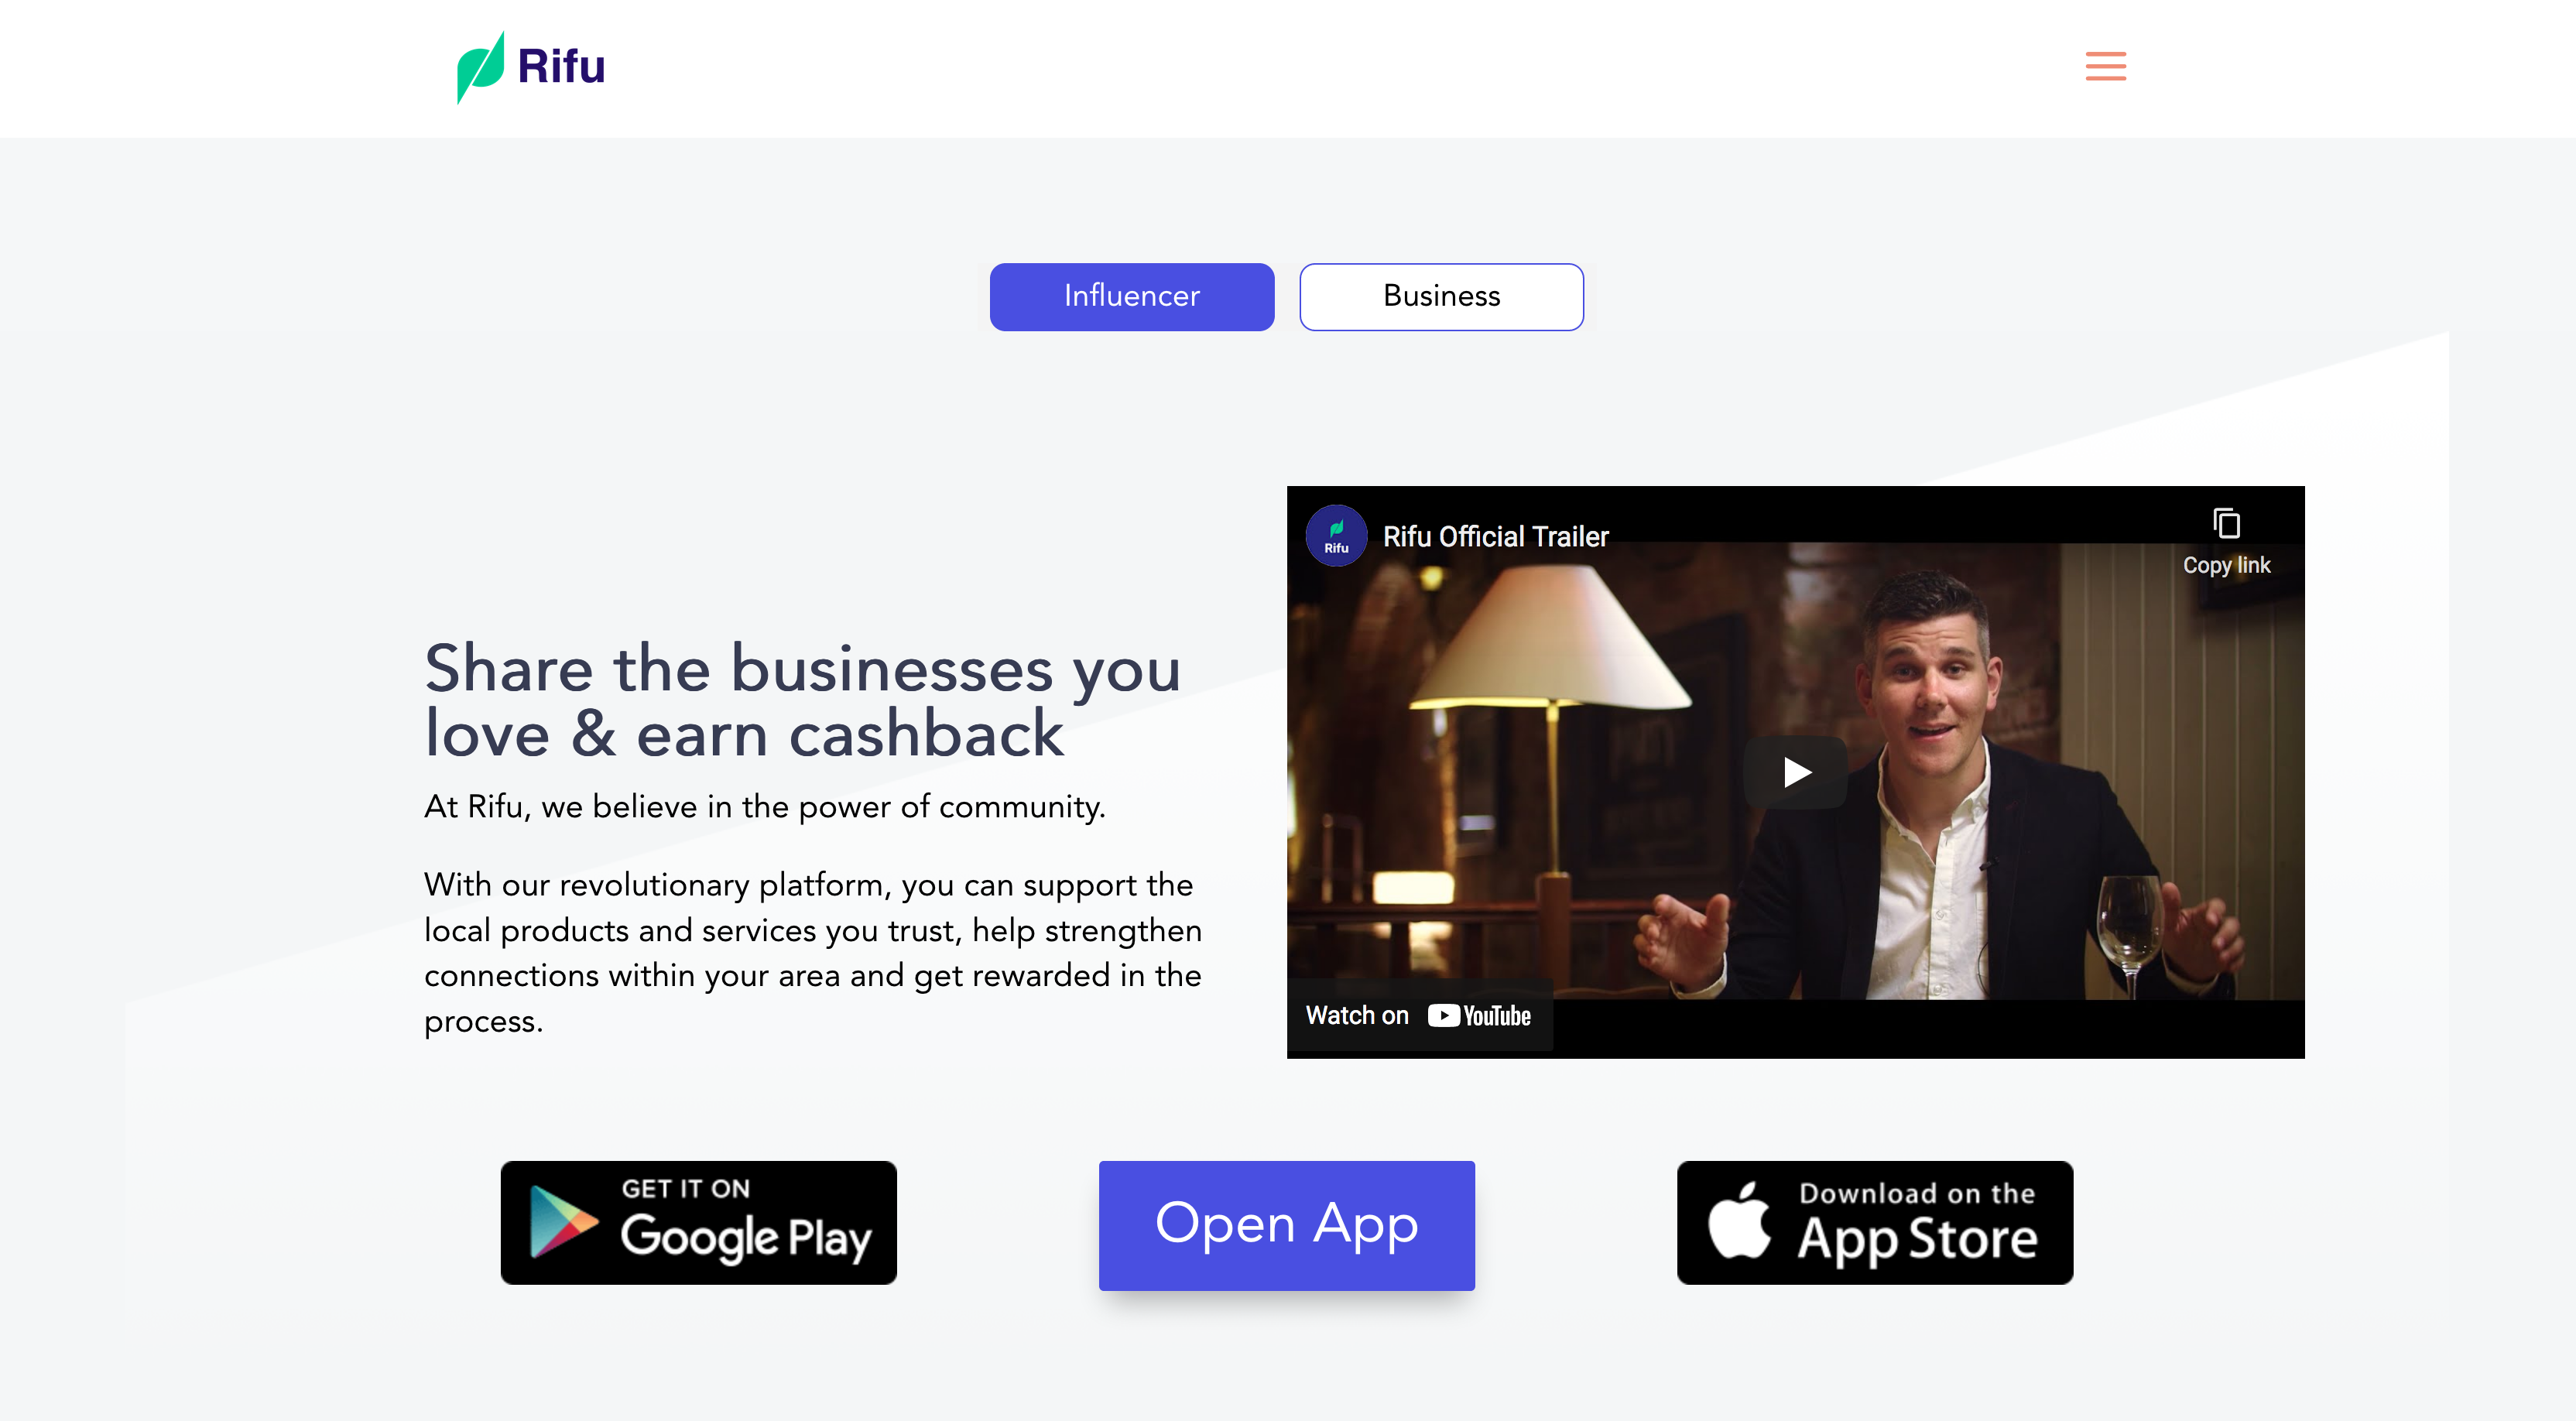 Rifu
Influencer
Business
Share the businesses you
love & earn cashback
At Rifu, we believe in the power of community.
With our revolutionary platform, you can support the
local products and services you trust, help strengthen
connections within your area and get rewarded in the
process.
Rifu
Rifu Official Trailer
Copy link
Watch on YouTube
GET IT ON
Google Play
Open App
Download on the
App Store